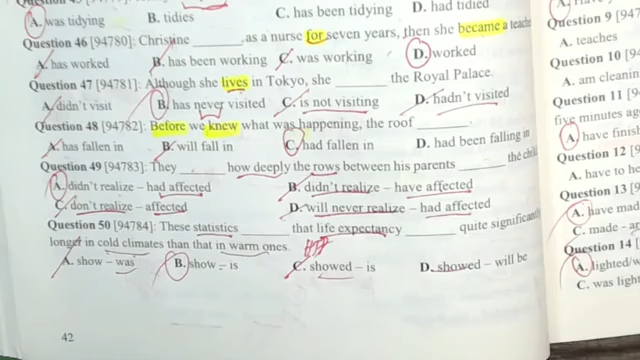 A. was tidying B. tidies C. has been tidying D. had tidied
Question 46 [94780]: Christine _______ as a nurse for seven years, then she became a
A. has worked B. has been working C. was working D. worked
Question 47 [94781]: Although she lives in Tokyo, she _______ the Royal Palace.
A. didn't visit B. has never visited C. is not visiting D. hadn't visited
Question 48 [94782]: Before we knew what was happening, the roof _______.
A. has fallen in B. will fall in C. had fallen in D. had been falling in
Question 49 [94783]: They _______ how deeply the rows between his parents _______ the
A. didn't realize – had affected B. didn't realize – have affected
C. don't realize – affected D. will never realize – had affected
Question 50 [94784]: These statistics _______ that life expectancy _______ quite significantly
longer in cold climates than that in warm ones.
HTĐ
A. show – was B. show – is C. showed – is D. showed – will be
42
Question 9
A. teaches
Question 10
A. am cleanin
Question 11
five minutes
A. have finis
Question 12
A. have to
Question 13
A. have mad
C. made –
Question 14
A. lighted/
C. was ligh